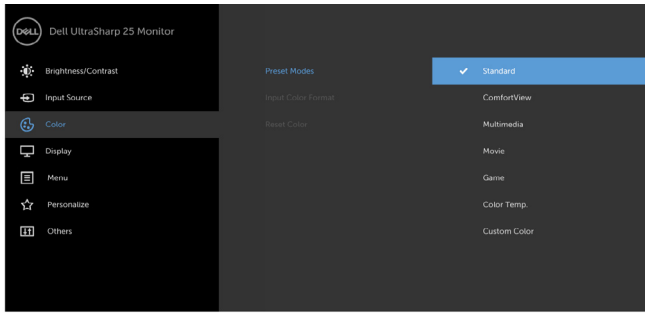 DELL Dell UltraSharp 25 Monitor
Brightness/Contrast
Input Source
Color
Display
Menu
Personalize
Others
Preset Modes
Input Color Format
Reset Color
Standard
ComfortView
Multimedia
Movie
Game
Color Temp.
Custom Color